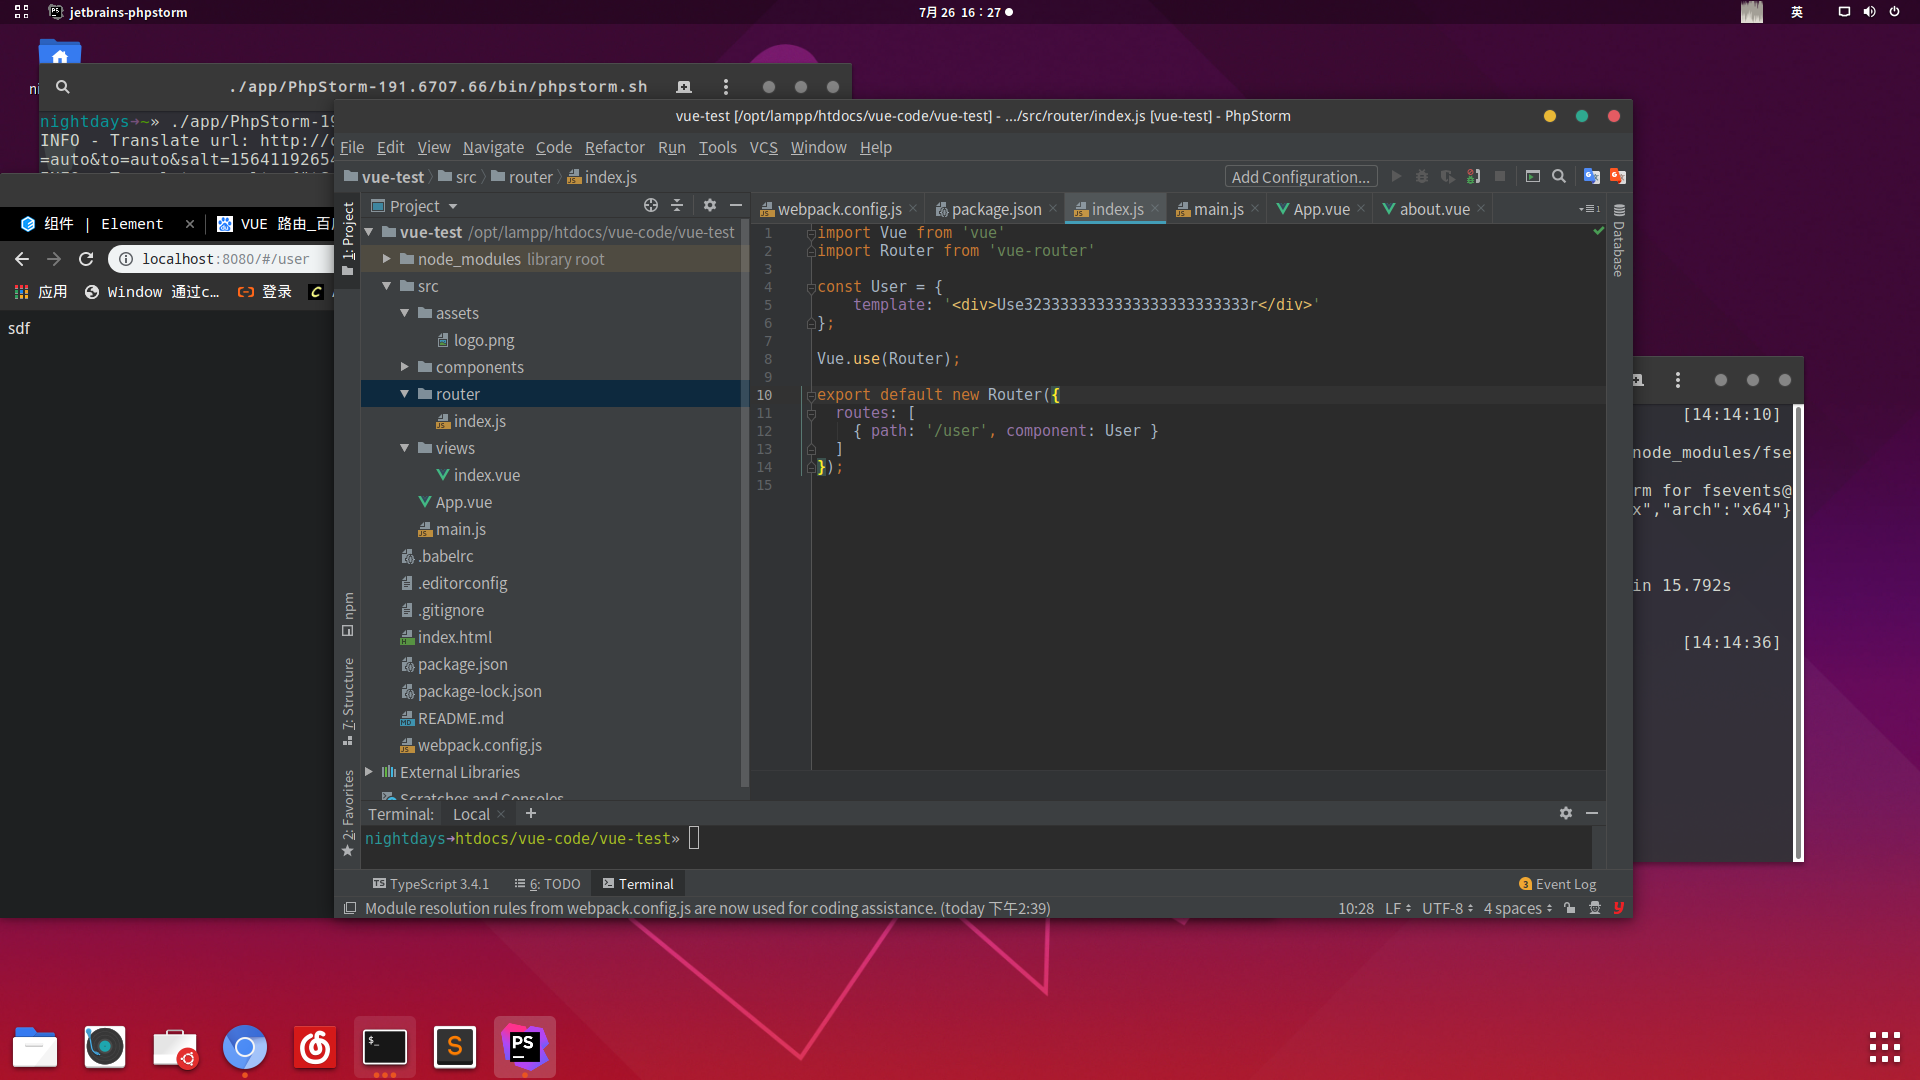 jetbrains-phpstorm
7月 26 16：27
英
./app/PhpStorm-191.6707.66/bin/phpstorm.sh
nightdays➜~» ./app/PhpStorm-19
INFO - Translate url: http://
=auto&to=auto&salt=1564119265
组件 | Element
VUE 路由_百
localhost:8080/#/user
应用
Window 通过c...
登录
sdf
vue-test [/opt/lampp/htdocs/vue-code/vue-test] - .../src/router/index.js [vue-test] - PhpStorm
File Edit View Navigate Code Refactor Run Tools VCS Window Help
vue-test src router index.js
Add Configuration...
1: Project
Project
webpack.config.js
package.json
index.js
main.js
App.vue
about.vue
Database
vue-test /opt/lampp/htdocs/vue-code/vue-test
node_modules library root
src
assets
logo.png
components
router
index.js
views
index.vue
App.vue
main.js
.babelrc
.editorconfig
.gitignore
index.html
package.json
package-lock.json
README.md
webpack.config.js
External Libraries
Scratches and Consoles
npm
7: Structure
2: Favorites
1 import Vue from 'vue'
2 import Router from 'vue-router'
3
4 const User = {
5 template: '<div>Use3233333333333333333333333r</div>'
6 };
7
8 Vue.use(Router);
9
10 export default new Router({
11 routes: [
12 { path: '/user', component: User }
13 ]
14 });
15
[14:14:10]
node_modules/fse
rm for fsevents@
x","arch":"x64"}
in 15.792s
[14:14:36]
Terminal: Local +
nightdays➜htdocs/vue-code/vue-test»
TypeScript 3.4.1
6: TODO
Terminal
3 Event Log
Module resolution rules from webpack.config.js are now used for coding assistance. (today 下午2:39)
10:28 LF UTF-8 4 spaces
$_
S
PS